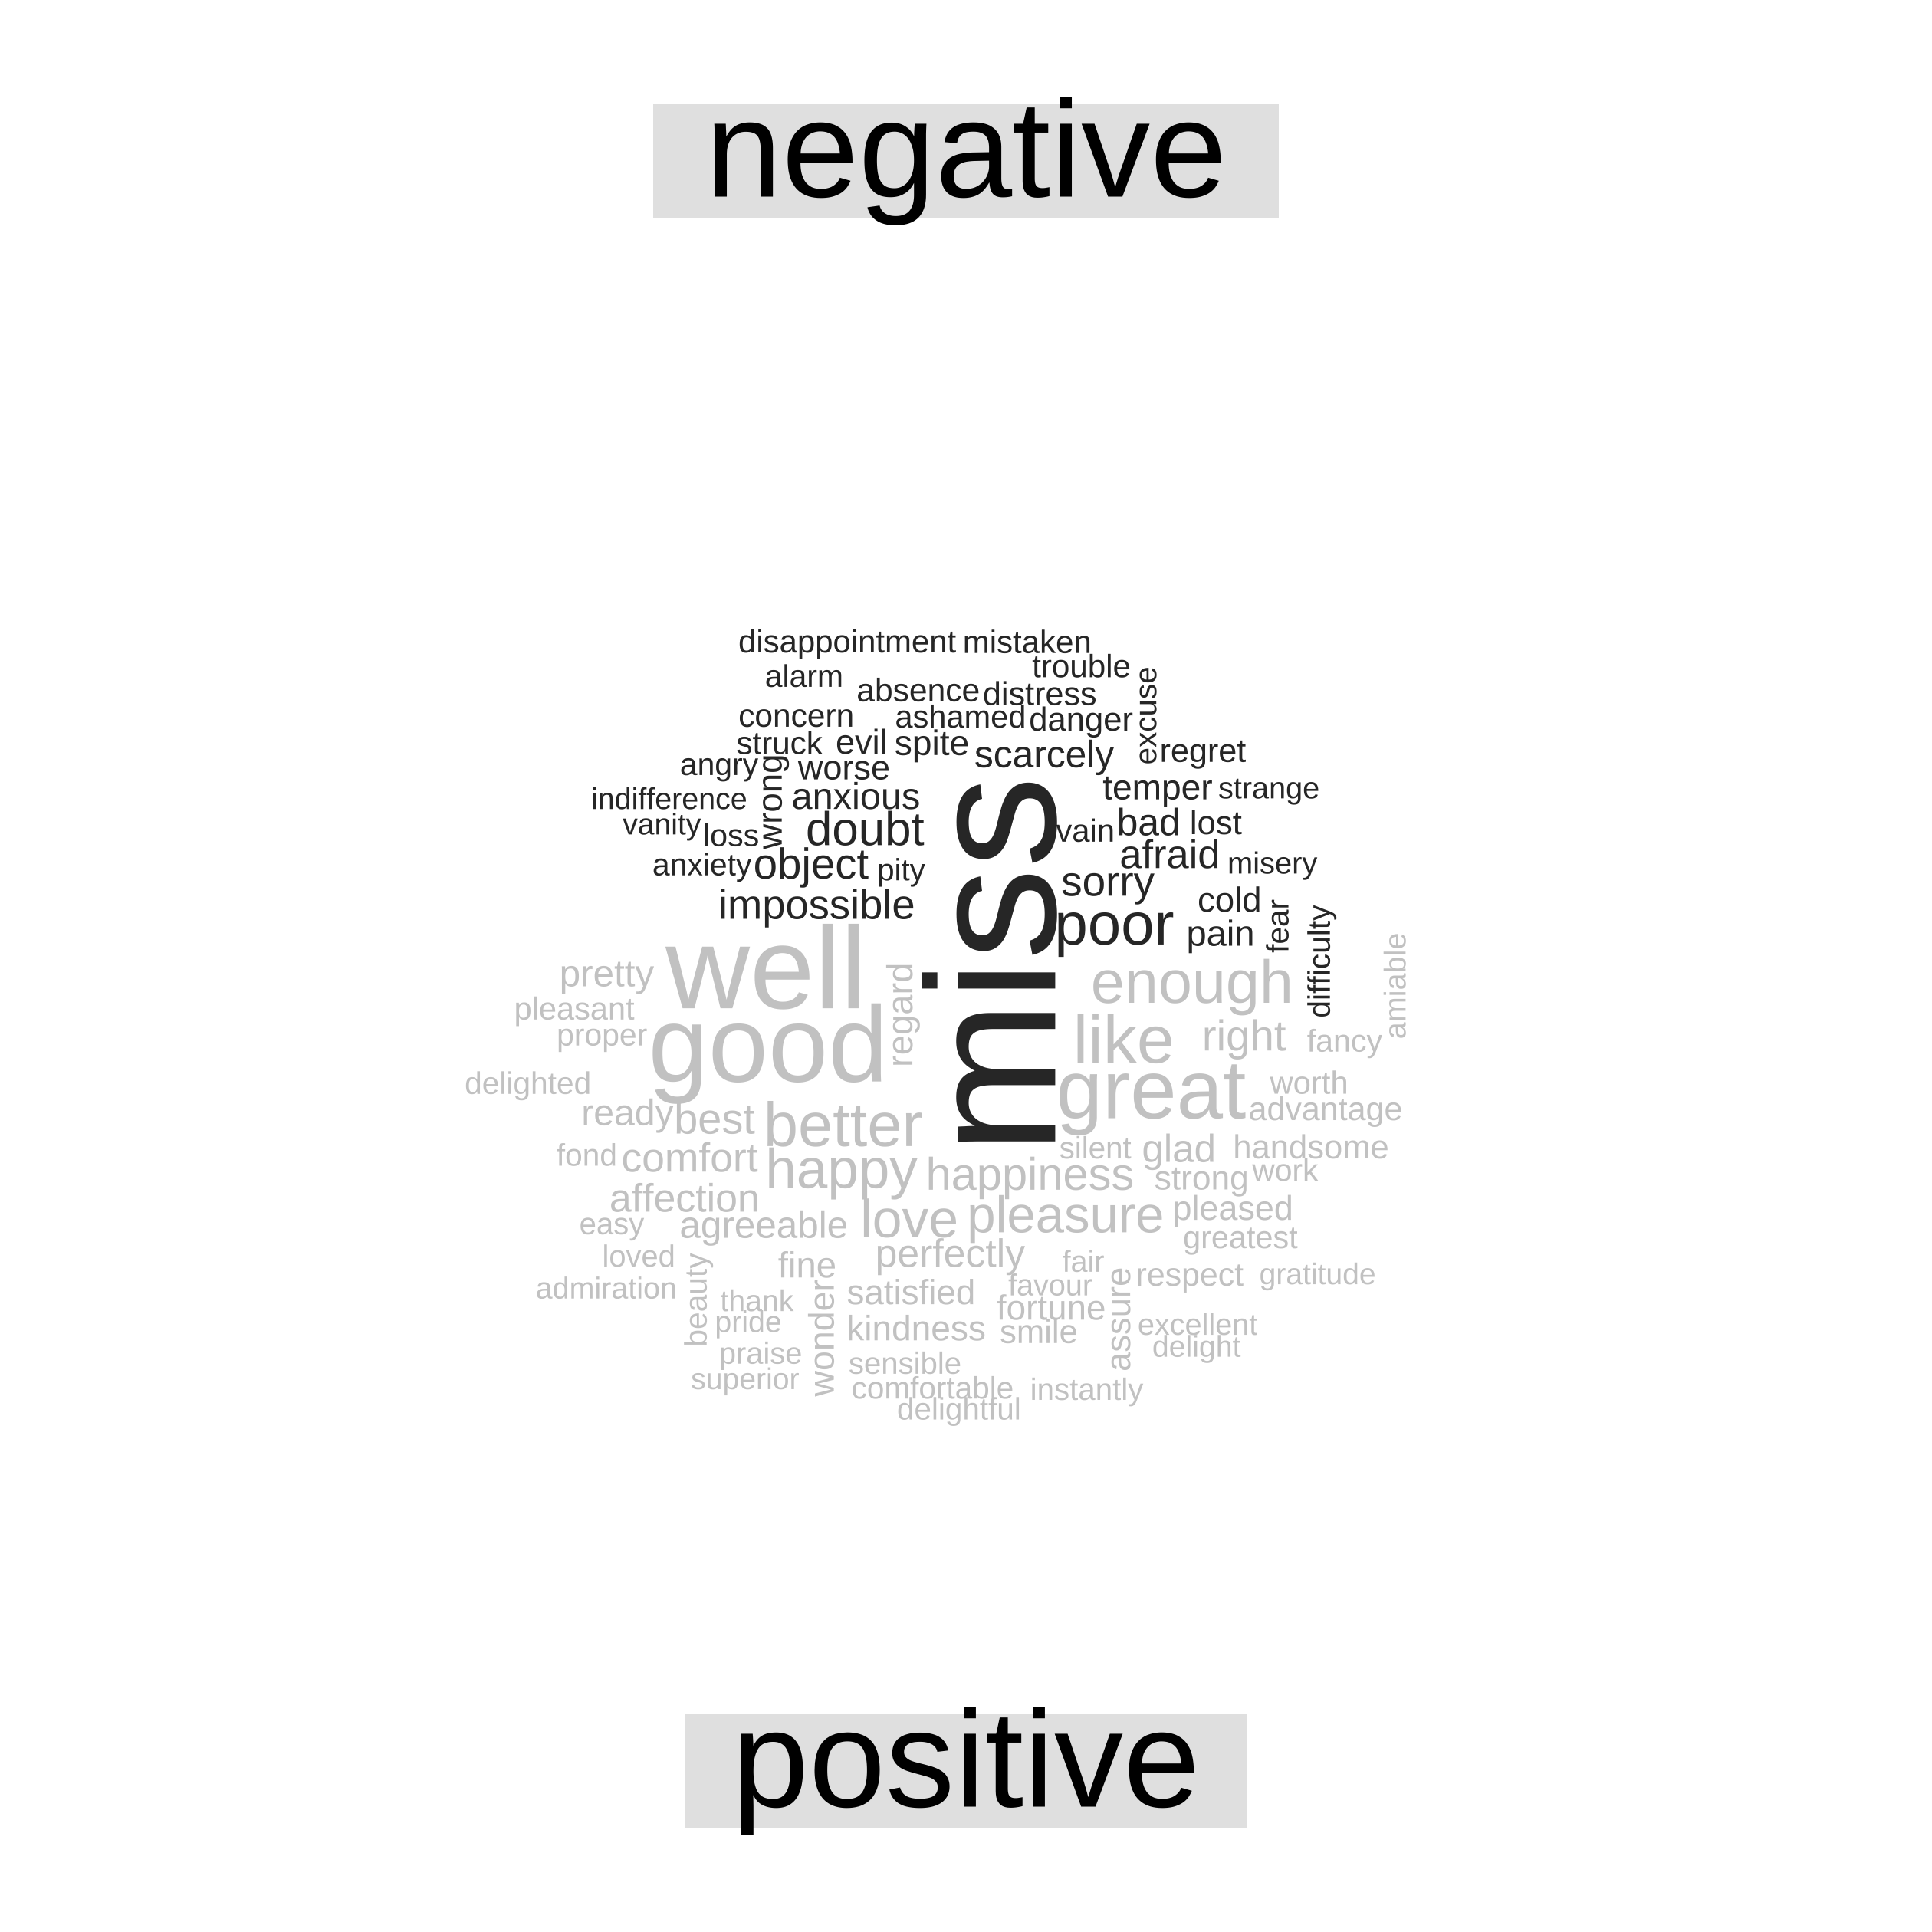 negative
disappointment mistaken
alarm trouble
absence distress excuse
concern ashamed danger
struck evil spite scarcely regret
angry wrong worse
indifference anxious temper strange
vanity loss doubt vain bad lost
anxiety object pity afraid misery
impossible miss sorry cold
poor pain fear difficulty
pretty well regard enough amiable
pleasant
proper good like right fancy
delighted great worth
ready best better advantage
fond comfort happy happiness silent glad handsome
affection strong work
easy agreeable love pleasure pleased
loved fine perfectly fair greatest
admiration beauty thank wonder satisfied favour assure respect gratitude
pride kindness fortune smile excellent
praise sensible delight
superior comfortable instantly
delightful
positive